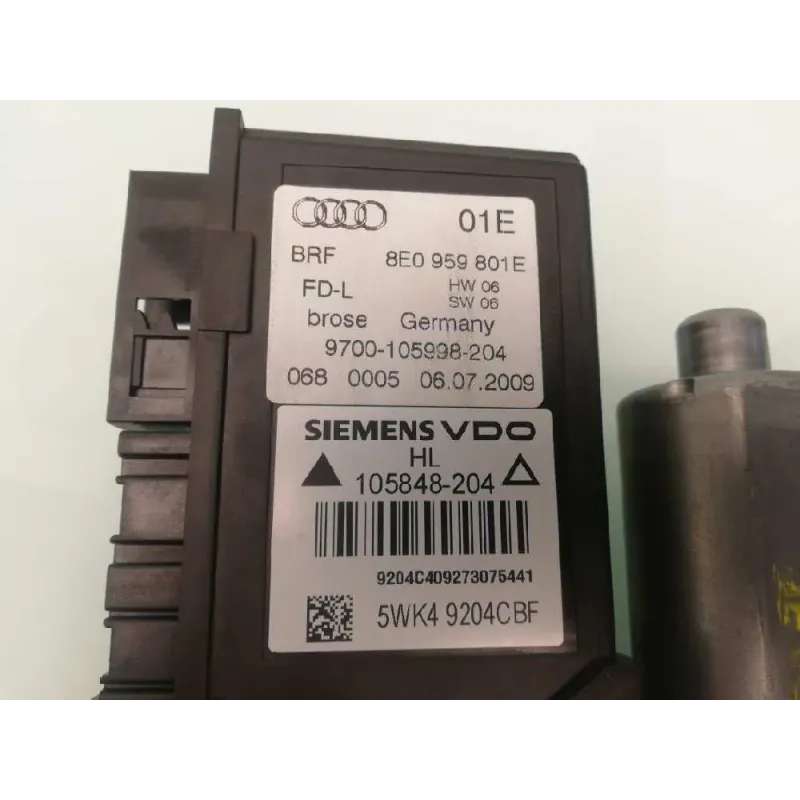 01E
BRF 8E0 959 801E
FD-L HW 06
SW 06
brose Germany
9700-105998-204
068 0005 06.07.2009
SIEMENS VDO
HL
105848-204
9204C409273075441
5WK4 9204CBF